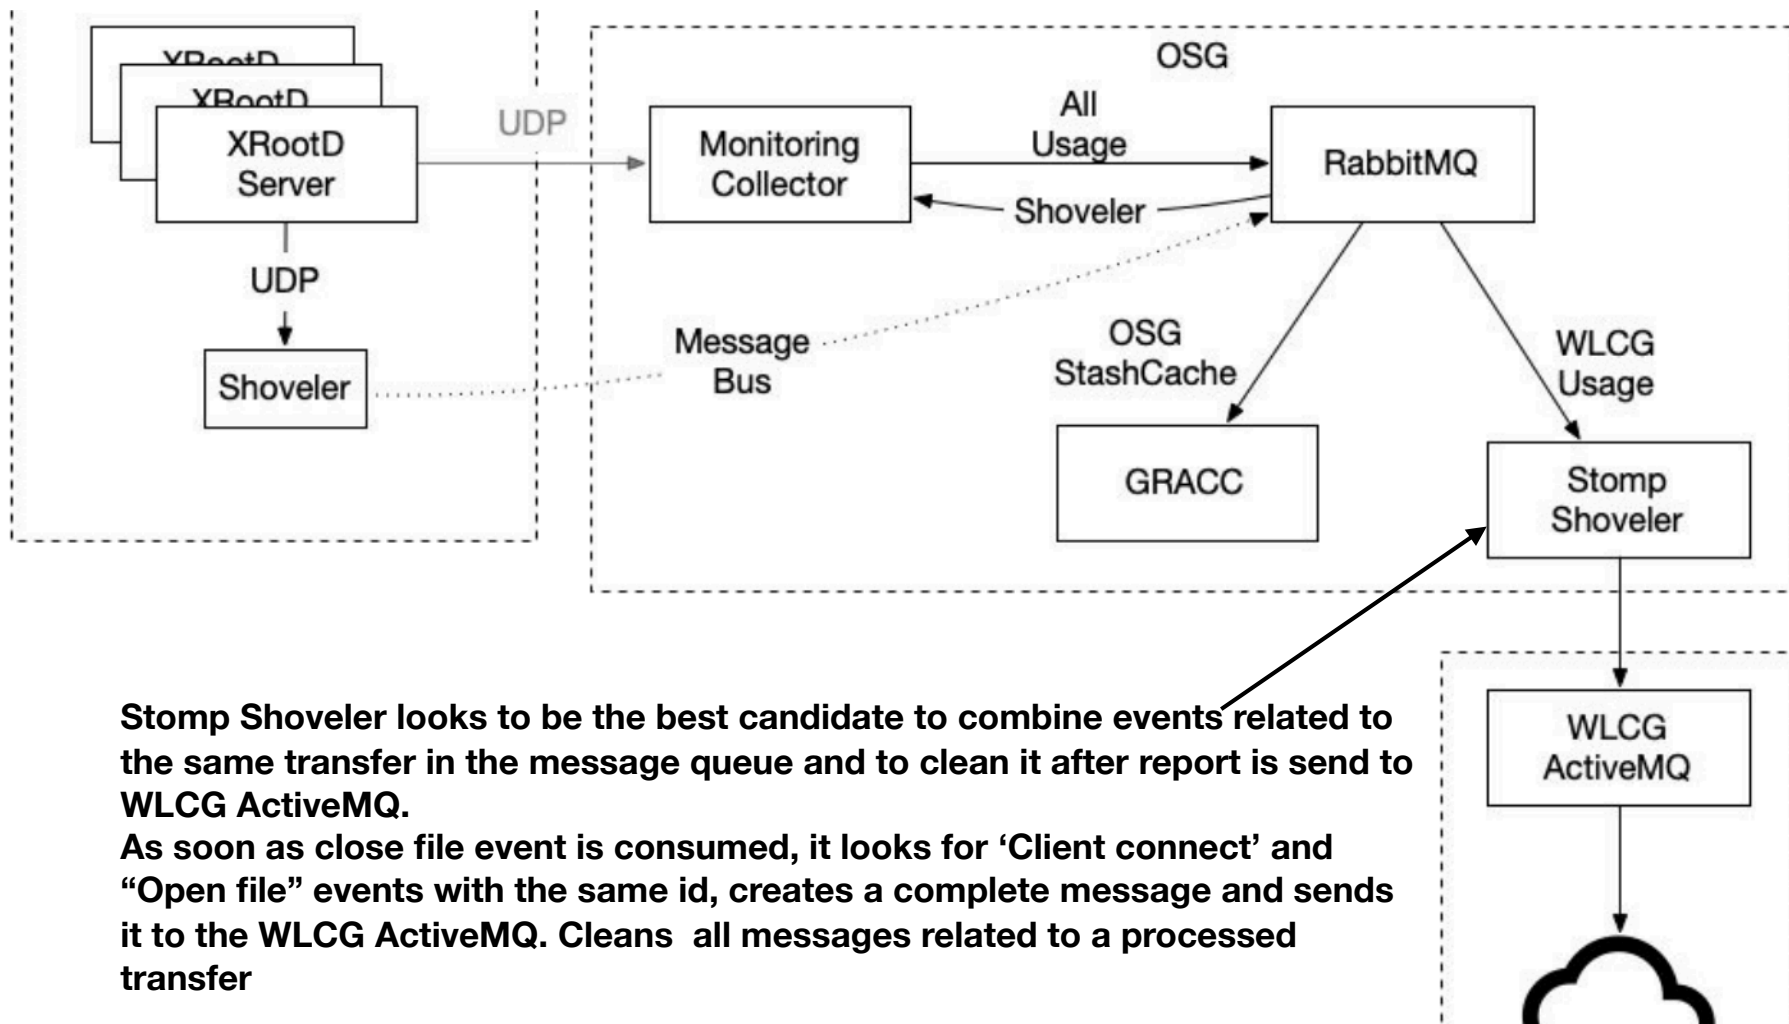 XRootD
XRootD
XRootD
Server
UDP
Shoveler
UDP
OSG
Monitoring
Collector
All
Usage
Shoveler
RabbitMQ
Message
Bus
OSG
StashCache
WLCG
Usage
GRACC
Stomp
Shoveler
WLCG
ActiveMQ
Stomp Shoveler looks to be the best candidate to combine events related to
the same transfer in the message queue and to clean it after report is send to
WLCG ActiveMQ.
As soon as close file event is consumed, it looks for ‘Client connect’ and
“Open file” events with the same id, creates a complete message and sends
it to the WLCG ActiveMQ. Cleans  all messages related to a processed
transfer